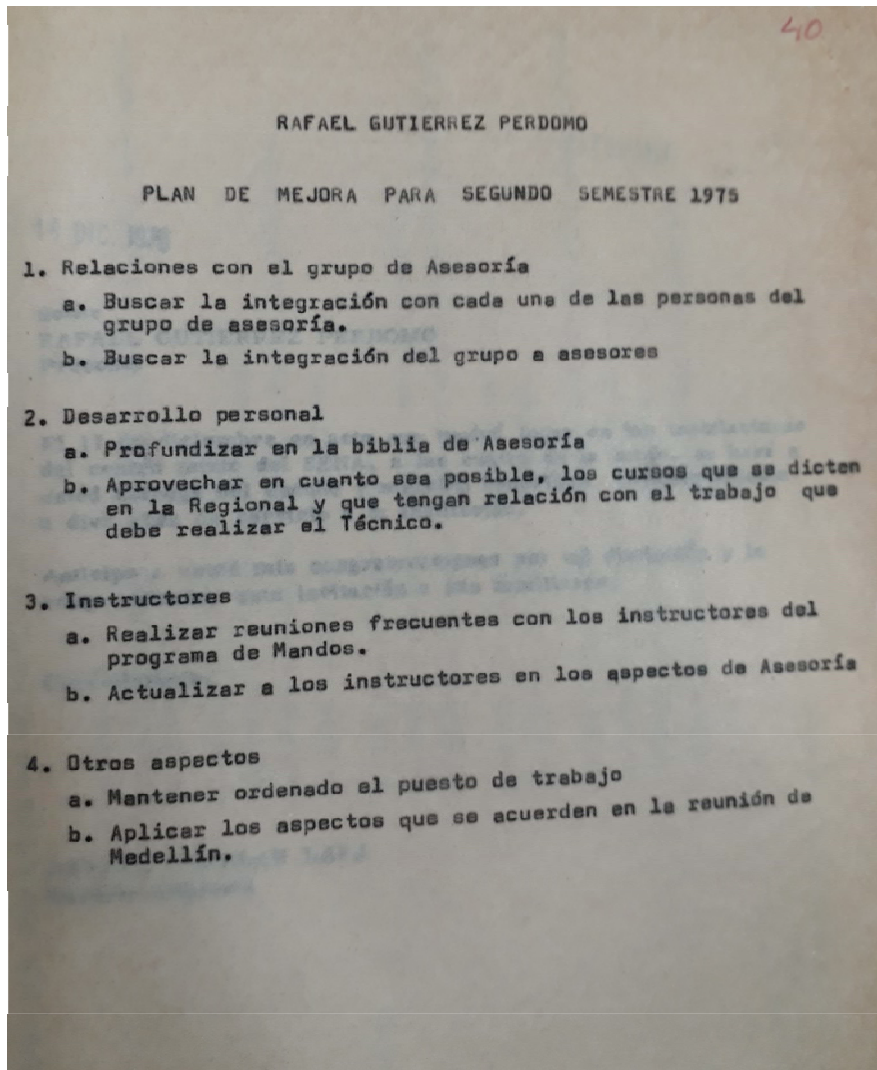 40
RAFAEL GUTIERREZ PERDOMO
PLAN DE MEJORA PARA SEGUNDO SEMESTRE 1975
1. Relaciones con el grupo de Asesoría
a. Buscar la integración con cada una de las personas del
grupo de asesoría.
b. Buscar la integración del grupo a asesores
2. Desarrollo personal
a. Profundizar en la biblia de Asesoría
b. Aprovechar en cuanto sea posible, los cursos que se dicten
en la Regional y que tengan relación con el trabajo que
debe realizar el Técnico.
3. Instructores
a. Realizar reuniones frecuentes con los instructores del
programa de Mandos.
b. Actualizar a los instructores en los aspectos de Asesoría
4. Otros aspectos
a. Mantener ordenado el puesto de trabajo
b. Aplicar los aspectos que se acuerden en la reunión de
Medellín.